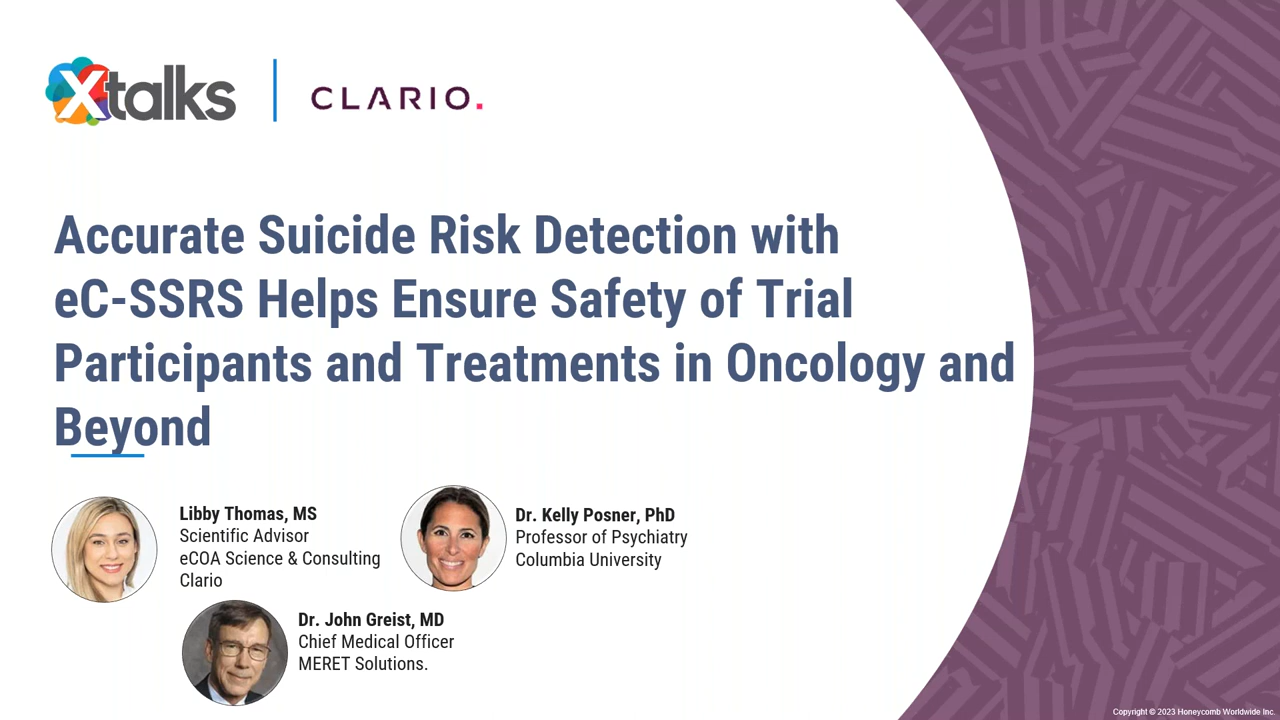 Xtalks
CLARIO.
Accurate Suicide Risk Detection with
eC-SSRS Helps Ensure Safety of Trial
Participants and Treatments in Oncology and
Beyond
Libby Thomas, MS
Scientific Advisor
eCOA Science & Consulting
Clario
Dr. Kelly Posner, PhD
Professor of Psychiatry
Columbia University
Dr. John Greist, MD
Chief Medical Officer
MERET Solutions.
Copyright © 2023 Honeycomb Worldwide Inc.